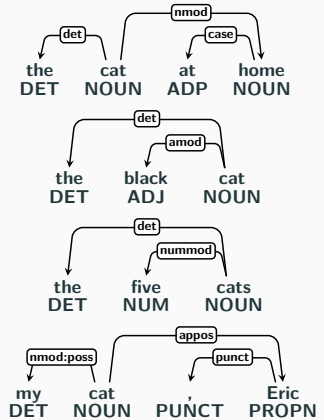 nmod
det case
the cat at home
DET NOUN ADP NOUN
det
amod
the black cat
DET ADJ NOUN
det
nummod
the five cats
DET NUM NOUN
appos
nmod:poss punct
my cat , Eric
DET NOUN PUNCT PROPN